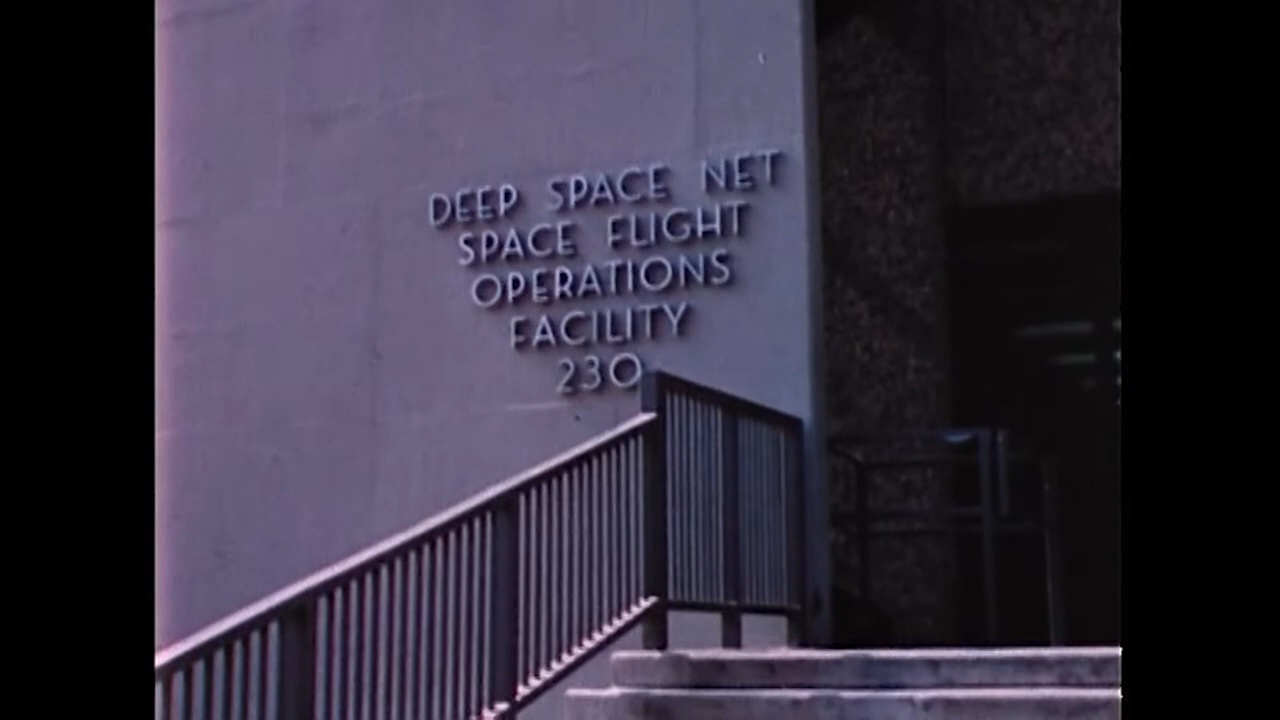 DEEP SPACE NET
SPACE FLIGHT
OPERATIONS
FACILITY
230